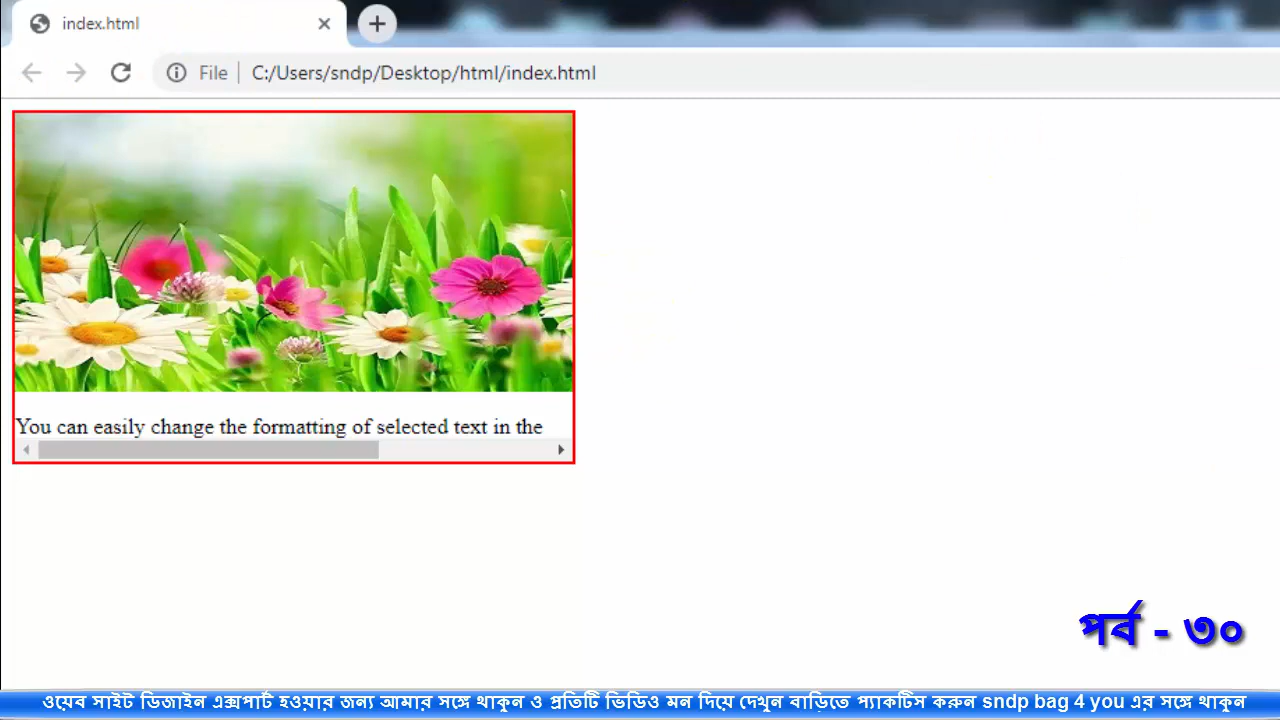 index.html
File
C:/Users/sndp/Desktop/html/index.html
You can easily change the formatting of selected text in the
পর্ব - ৩০
ওয়েব সাইট ডিজাইন এক্সপার্ট হওয়ার জন্য আমার সঙ্গে থাকুন ও প্রতিটি ভিডিও মন দিয়ে দেখুন বাড়িতে প্যাকটিস করুন sndp bag 4 you এর সঙ্গে থাকুন